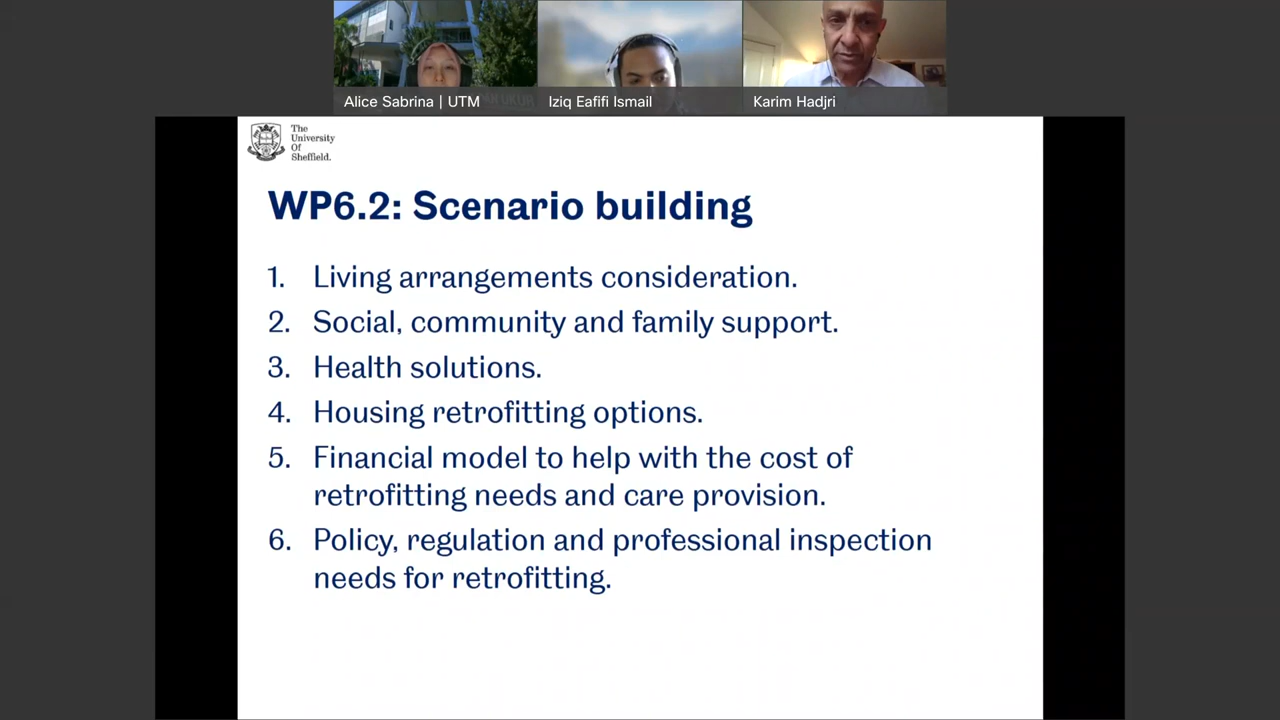 Alice Sabrina | UTM
Iziq Eafifi Ismail
Karim Hadjri
The
University
Of
Sheffield.
WP6.2: Scenario building
1. Living arrangements consideration.
2. Social, community and family support.
3. Health solutions.
4. Housing retrofitting options.
5. Financial model to help with the cost of
retrofitting needs and care provision.
6. Policy, regulation and professional inspection
needs for retrofitting.